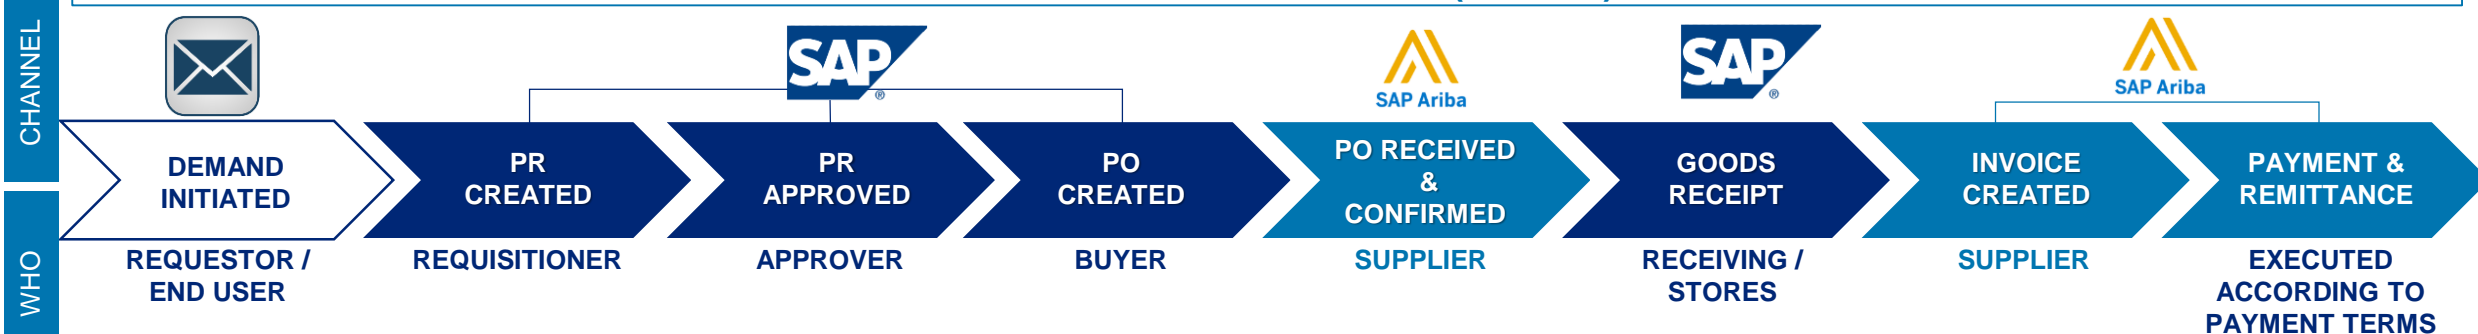 CHANNEL
SAP
®
SAP Ariba
SAP
®
SAP Ariba
DEMAND
INITIATED
PR
CREATED
PR
APPROVED
PO
CREATED
PO RECEIVED
&
CONFIRMED
GOODS
RECEIPT
INVOICE
CREATED
PAYMENT &
REMITTANCE
WHO
REQUESTOR /
END USER
REQUISITIONER
APPROVER
BUYER
SUPPLIER
RECEIVING /
STORES
SUPPLIER
EXECUTED
ACCORDING TO
PAYMENT TERMS